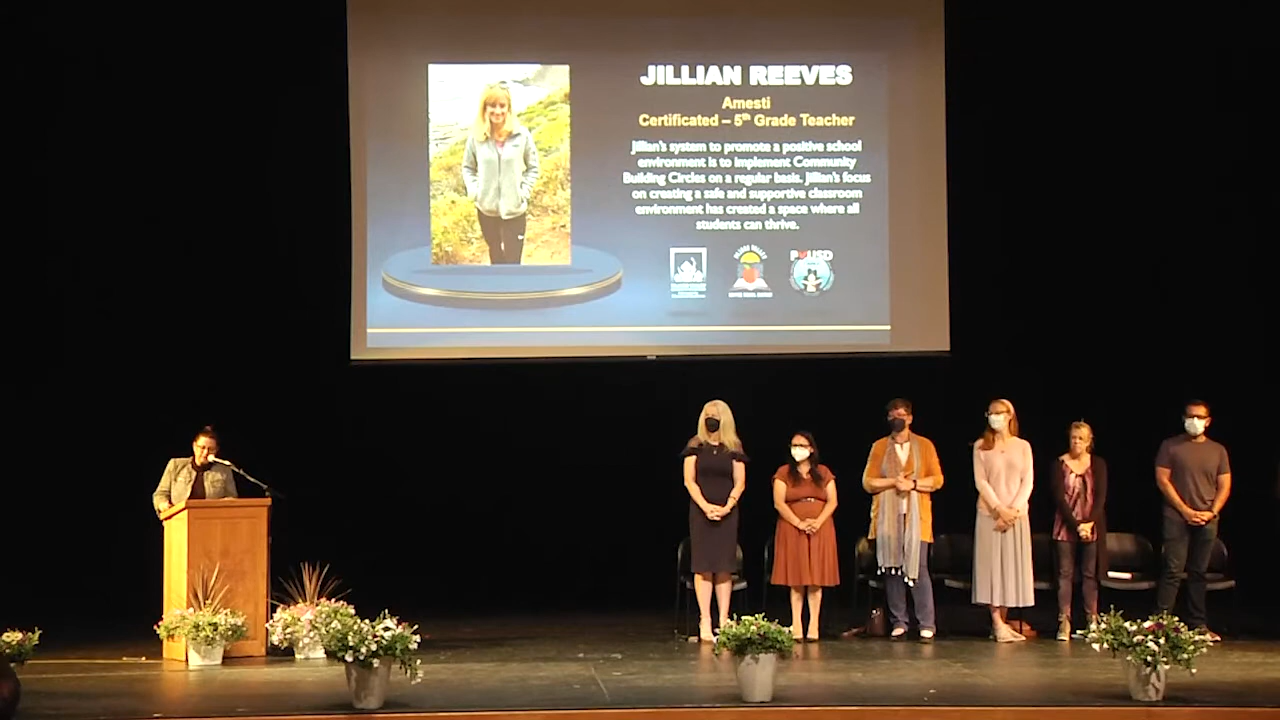 JILLIAN REEVES
Amesti
Certificated – 5th Grade Teacher
Jillian's system to promote a positive school
environment is to implement Community
Building Circles on a regular basis. Jillian's focus
on creating a safe and supportive classroom
environment has created a space where all
students can thrive.
PAJARO VALLEY